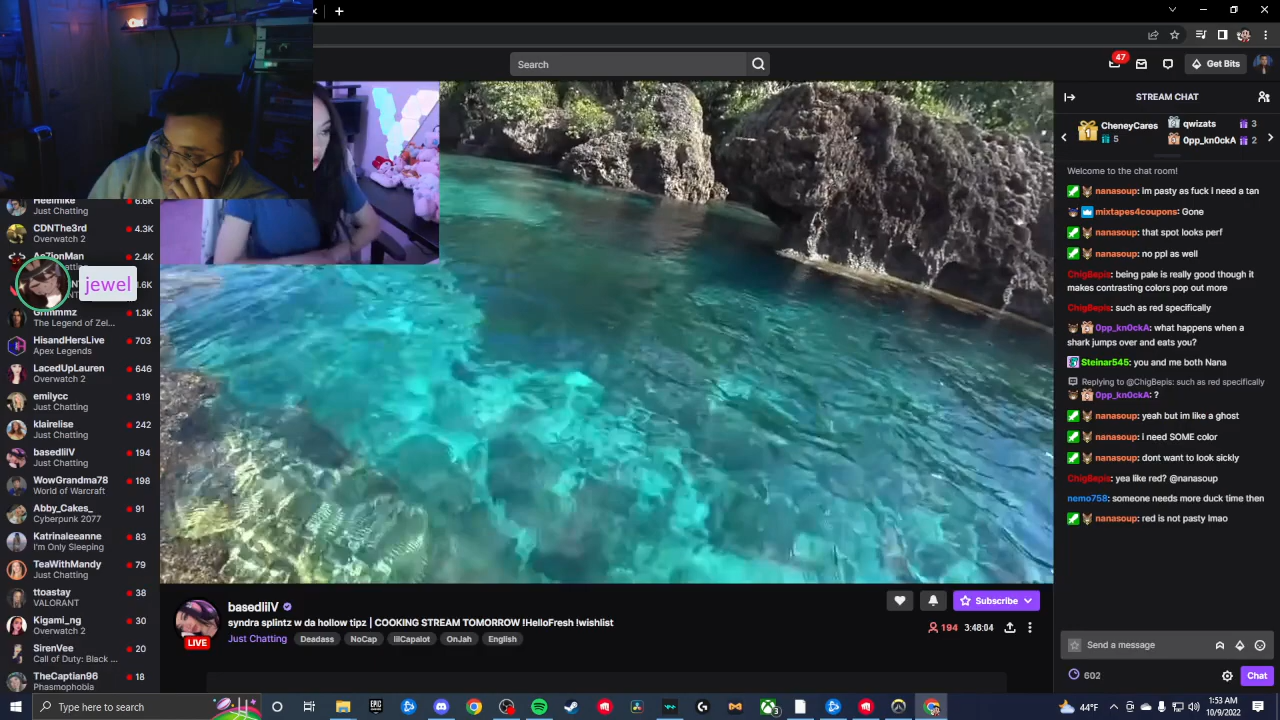 Search
47
Get Bits
STREAM CHAT
CheneyCares
5
qwizats 3
0pp_kn0ckA 2
Welcome to the chat room!
nanasoup: im pasty as fuck i need a tan
mixtapes4coupons: Gone
nanasoup: that spot looks perf
nanasoup: no ppl as well
ChigBepis: being pale is really good though it
makes contrasting colors pop out more
ChigBepis: such as red specifically
0pp_kn0ckA: what happens when a
shark jumps over and eats you?
Steinar545: you and me both Nana
Replying to @ChigBepis: such as red specifically
0pp_kn0ckA: ?
nanasoup: yeah but im like a ghost
nanasoup: i need SOME color
nanasoup: dont want to look sickly
ChigBepis: yea like red? @nanasoup
nemo758: someone needs more duck time then
nanasoup: red is not pasty lmao
Send a message
602
Chat
6.6K
Just Chatting
CDNThe3rd 4.3K
Overwatch 2
2.4K
jewel
1.6K
Grimmmz 1.3K
The Legend of Zel...
HisandHersLive 703
Apex Legends
LacedUpLauren 646
Overwatch 2
emilycc 319
Just Chatting
klairelise 242
Just Chatting
basedlilV 194
Just Chatting
WowGrandma78 198
World of Warcraft
Abby_Cakes_ 91
Cyberpunk 2077
Katrinaleeanne 83
I'm Only Sleeping
TeaWithMandy 79
Just Chatting
ttoastay 38
VALORANT
Kigami_ng 30
Overwatch 2
SirenVee 20
Call of Duty: Black ...
TheCaptian96 18
Phasmophobia
basedlilV
LIVE
syndra splintz w da hollow tipz | COOKING STREAM TOMORROW !HelloFresh !wishlist
Just Chatting Deadass NoCap IllCapalot OnJah English
Subscribe
194 3:48:04
Type here to search
44°F
1:53 AM
10/9/2022